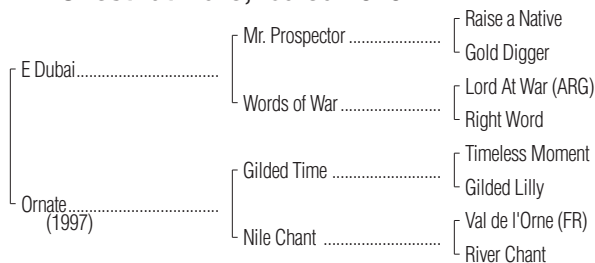 Raise a Native
Mr. Prospector
Gold Digger
E Dubai
Lord At War (ARG)
Words of War
Right Word
Timeless Moment
Gilded Time
Gilded Lilly
Ornate
(1997)
Val de l'Orne (FR)
Nile Chant
River Chant